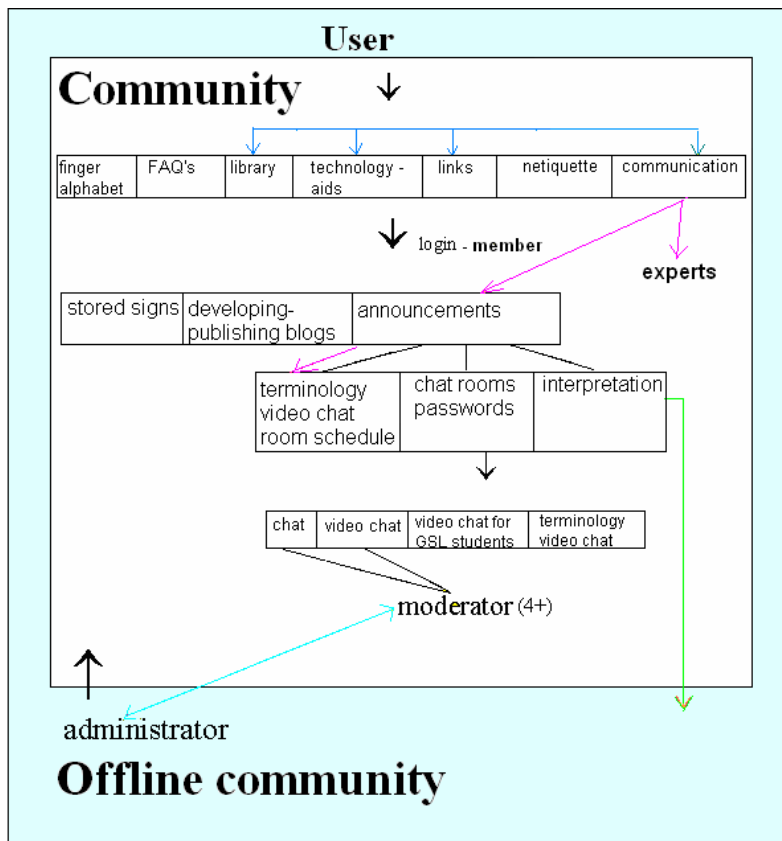 User
Community
finger
alphabet
FAQ's
library
technology -
aids
links
netiquette
communication
login - member
experts
stored signs
developing-
publishing blogs
announcements
terminology
video chat
room schedule
chat rooms
passwords
interpretation
chat
video chat
video chat for
GSL students
terminology
video chat
moderator (4+)
administrator
Offline community